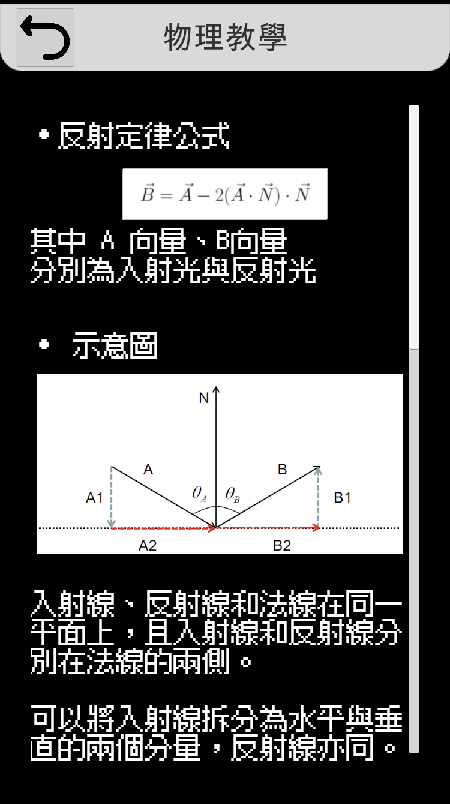 物理教學
•反射定律公式
$\vec{B} = \vec{A} - 2(\vec{A} \cdot \vec{N}) \cdot \vec{N}$
其中 A 向量、B向量
分別為入射光與反射光
• 示意圖
N
A B
θA θB
A1 B1
A2 B2
入射線、反射線和法線在同一
平面上，且入射線和反射線分
別在法線的兩側。
可以將入射線拆分為水平與垂
直的兩個分量，反射線亦同。